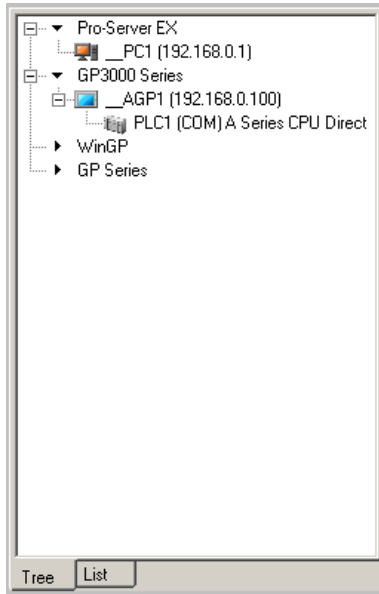 Pro-Server EX
__PC1 (192.168.0.1)
GP3000 Series
__AGP1 (192.168.0.100)
PLC1 (COM) A Series CPU Direct
WinGP
GP Series
Tree List